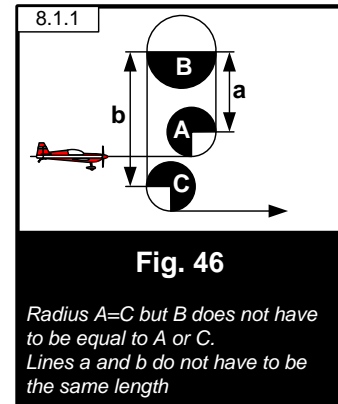 8.1.1
B
a
b
A
C
Fig. 46
Radius A=C but B does not have
to be equal to A or C.
Lines a and b do not have to be
the same length